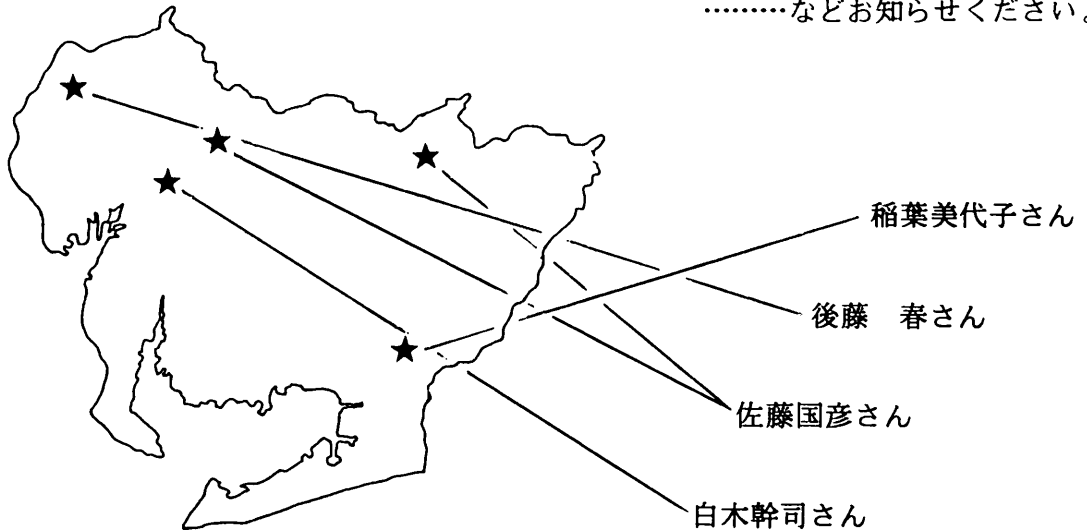 ………などお知らせください。
稲葉美代子さん
後藤　春さん
佐藤国彦さん
白木幹司さん